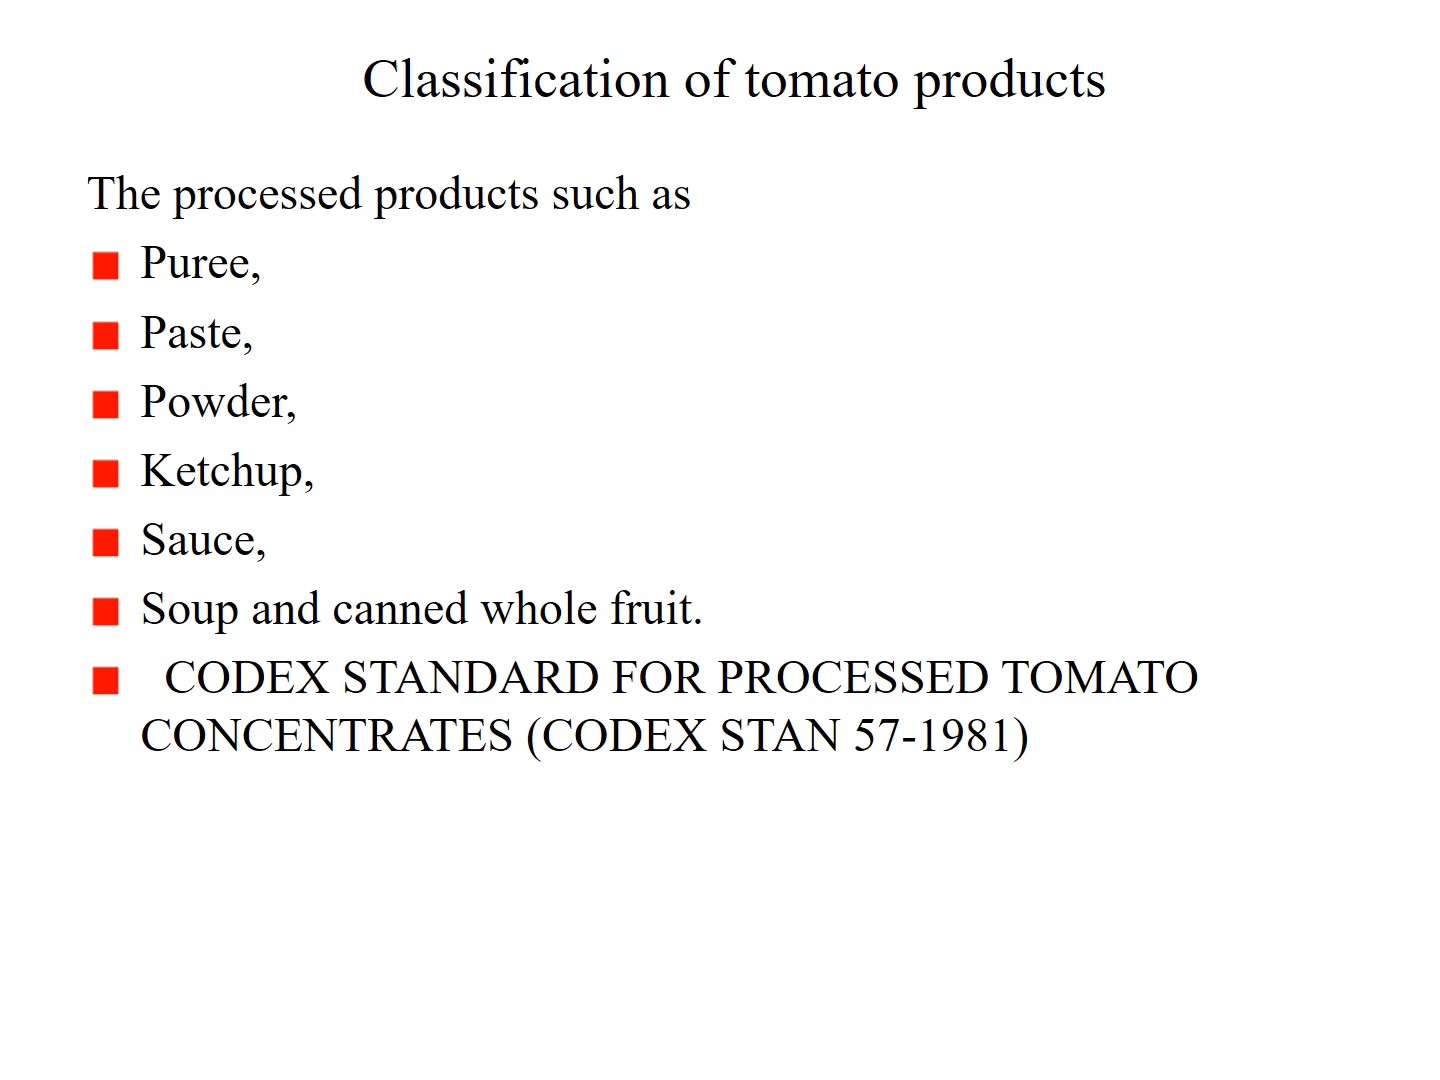 Classification of tomato products
The processed products such as
Puree,
Paste,
Powder,
Ketchup,
Sauce,
Soup and canned whole fruit.
CODEX STANDARD FOR PROCESSED TOMATO
CONCENTRATES (CODEX STAN 57-1981)